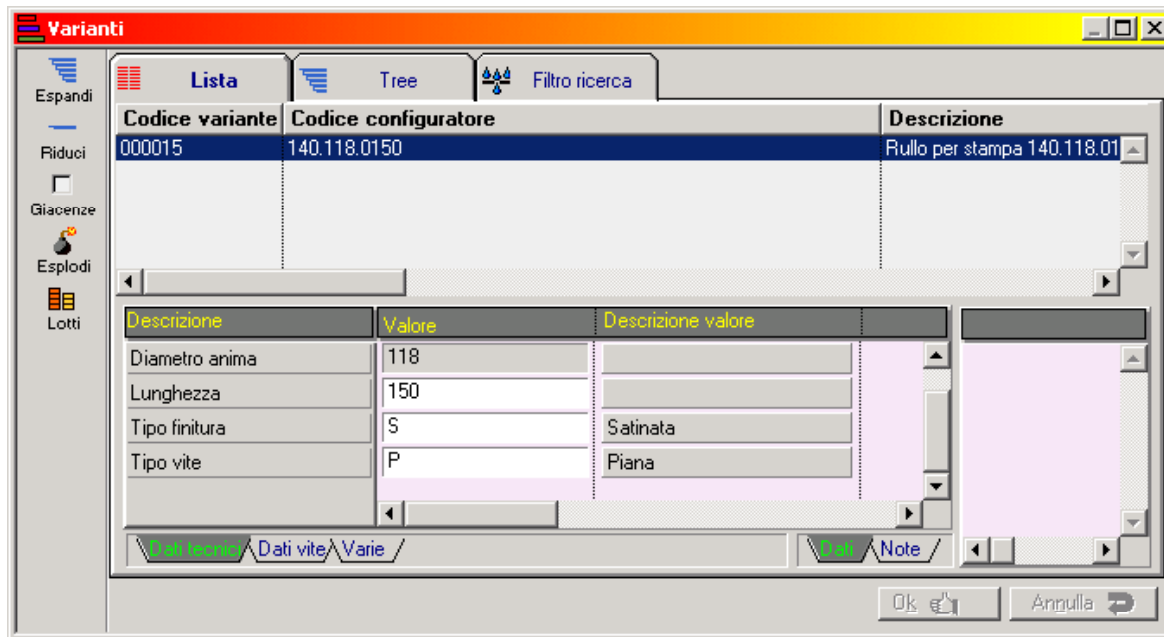 Varianti
Espandi
Riduci
Giacenze
Esplodi
Lotti
Lista Tree Filtro ricerca
Codice variante Codice configuratore Descrizione
000015 140.118.0150 Rullo per stampa 140.118.01
Descrizione Valore Descrizione valore
Diametro anima 118
Lunghezza 150
Tipo finitura S Satinata
Tipo vite P Piana
Dati tecnici Dati vite Varie Dati Note
Ok Annulla